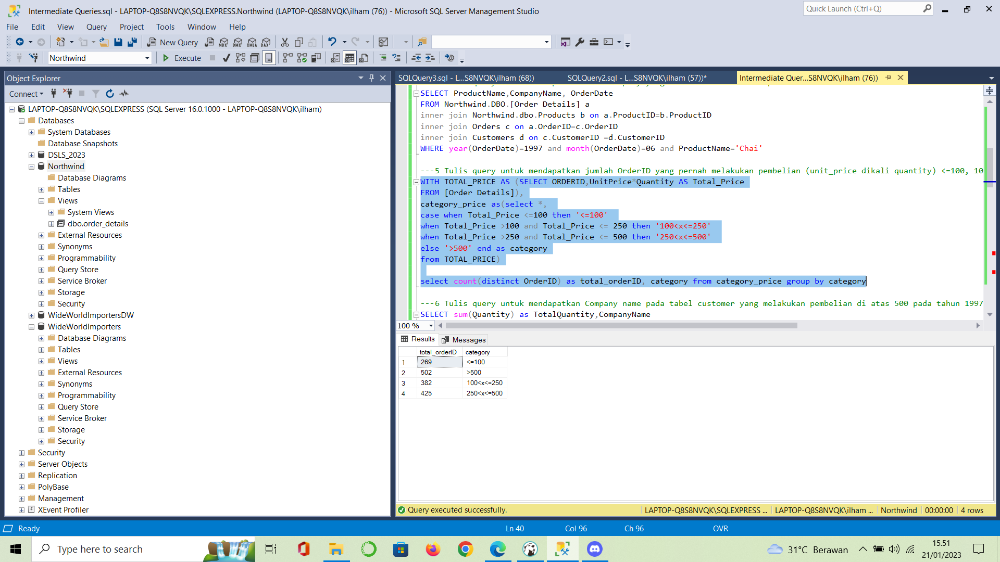 Intermediate Queries.sql - LAPTOP-Q8S8NVQK\SQLEXPRESS.Northwind (LAPTOP-Q8S8NVQK\ilham (76)) - Microsoft SQL Server Management Studio
Quick Launch (Ctrl+Q)
File Edit View Query Project Tools Window Help
New Query
MDX DMX XMLA DAX
Northwind
Execute
Object Explorer
Connect
LAPTOP-Q8S8NVQK\SQLEXPRESS (SQL Server 16.0.1000 - LAPTOP-Q8S8NVQK\ilham)
Databases
System Databases
Database Snapshots
DSLS_2023
Northwind
Database Diagrams
Tables
Views
System Views
dbo.order_details
External Resources
Synonyms
Programmability
Query Store
Service Broker
Storage
Security
WideWorldImportersDW
WideWorldImporters
Database Diagrams
Tables
Views
External Resources
Synonyms
Programmability
Query Store
Service Broker
Storage
Security
Security
Server Objects
Replication
PolyBase
Management
XEvent Profiler
SQLQuery3.sql - L...S8NVQK\ilham (68))
SQLQuery2.sql - L...S8NVQK\ilham (57))*
Intermediate Quer...S8NVQK\ilham (76))
SELECT ProductName,CompanyName, OrderDate
FROM Northwind.DBO.[Order Details] a
inner join Northwind.dbo.Products b on a.ProductID=b.ProductID
inner join Orders c on a.OrderID=c.OrderID
inner join Customers d on c.CustomerID =d.CustomerID
WHERE year(OrderDate)=1997 and month(OrderDate)=06 and ProductName='Chai'
---5 Tulis query untuk mendapatkan jumlah OrderID yang pernah melakukan pembelian (unit_price dikali quantity) <=100, 10
WITH TOTAL_PRICE AS (SELECT ORDERID,UnitPrice*Quantity AS Total_Price
FROM [Order Details]),
category_price as(select *,
case when Total_Price <=100 then '<=100'
when Total_Price >100 and Total_Price <= 250 then '100<x<=250'
when Total_Price >250 and Total_Price <= 500 then '250<x<=500'
else '>500' end as category
from TOTAL_PRICE)
select count(distinct OrderID) as total_orderID, category from category_price group by category
---6 Tulis query untuk mendapatkan Company name pada tabel customer yang melakukan pembelian di atas 500 pada tahun 1997
SELECT sum(Quantity) as TotalQuantity,CompanyName
100 %
Results Messages
total_orderID category
1 269 <=100
2 502 >500
3 382 100<x<=250
4 425 250<x<=500
Query executed successfully.
LAPTOP-Q8S8NVQK\SQLEXPRESS ... LAPTOP-Q8S8NVQK\ilham ... Northwind 00:00:00 4 rows
Ready
Ln 40 Col 96 Ch 96 OVR
Type here to search
31°C Berawan
15.51
21/01/2023